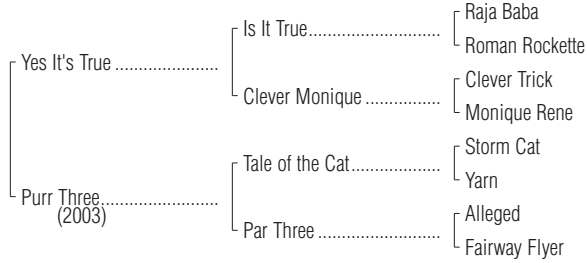 Raja Baba
Is It True
Roman Rockette
Yes It's True
Clever Trick
Clever Monique
Monique Rene
Storm Cat
Tale of the Cat
Yarn
Purr Three
(2003)
Alleged
Par Three
Fairway Flyer